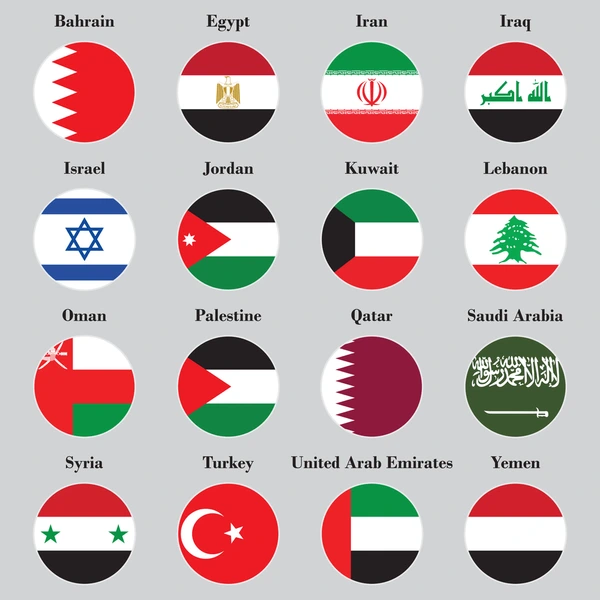 Bahrain
Egypt
Iran
Iraq
الله اكبر
Israel
Jordan
Kuwait
Lebanon
Oman
Palestine
Qatar
Saudi Arabia
لا إله إلا الله محمد رسول الله
Syria
Turkey
United Arab Emirates
Yemen